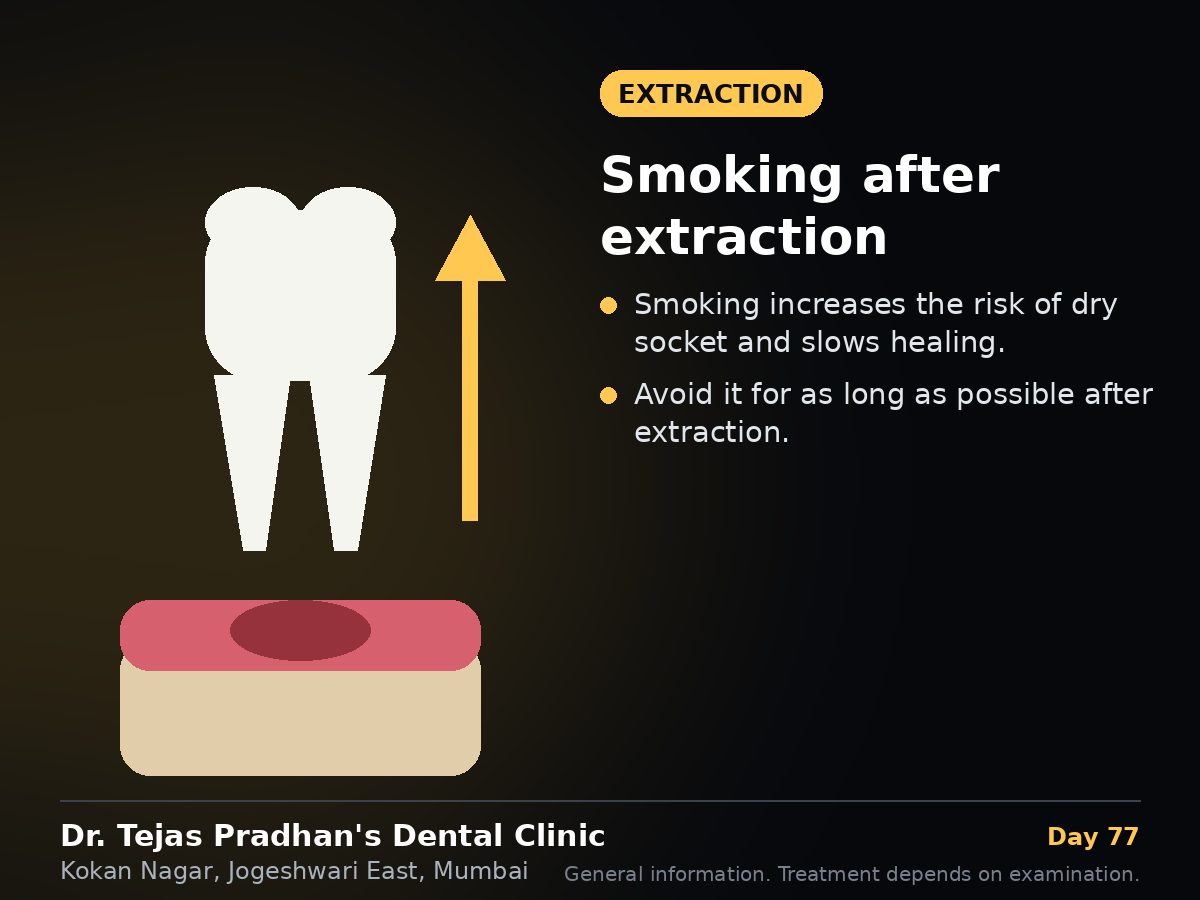 EXTRACTION
Smoking after
extraction
Smoking increases the risk of dry
socket and slows healing.
Avoid it for as long as possible after
extraction.
Dr. Tejas Pradhan's Dental Clinic
Day 77
Kokan Nagar, Jogeshwari East, Mumbai
General information. Treatment depends on examination.